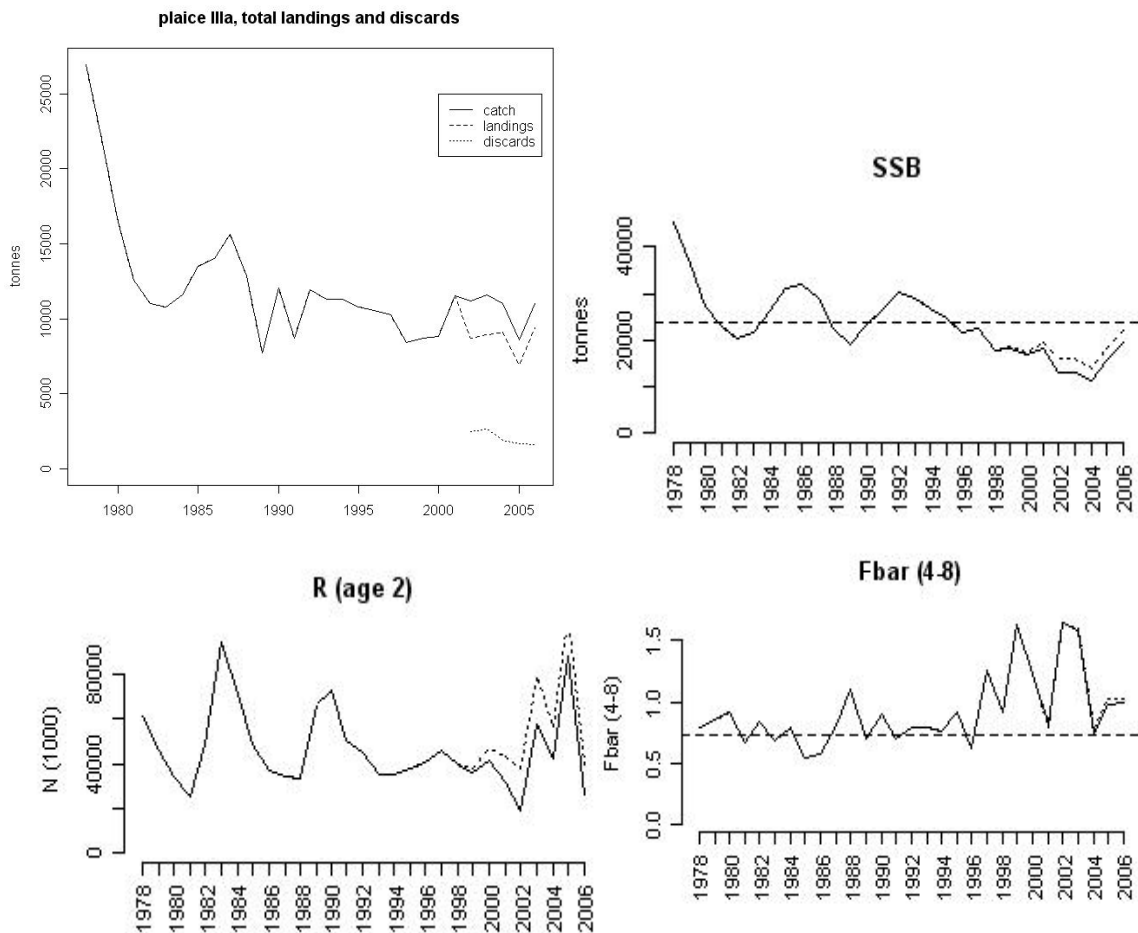 plaice IIIa, total landings and discards
tonnes
25000
20000
15000
10000
5000
0
catch
landings
discards
1980 1985 1990 1995 2000 2005
SSB
tonnes
40000
20000
0
1978 1980 1982 1984 1986 1988 1990 1992 1994 1996 1998 2000 2002 2004 2006
R (age 2)
N (1000)
80000
40000
0
1978 1980 1982 1984 1986 1988 1990 1992 1994 1996 1998 2000 2002 2004 2006
Fbar (4-8)
Fbar (4-8)
1.5
1.0
0.5
0.0
1978 1980 1982 1984 1986 1988 1990 1992 1994 1996 1998 2000 2002 2004 2006